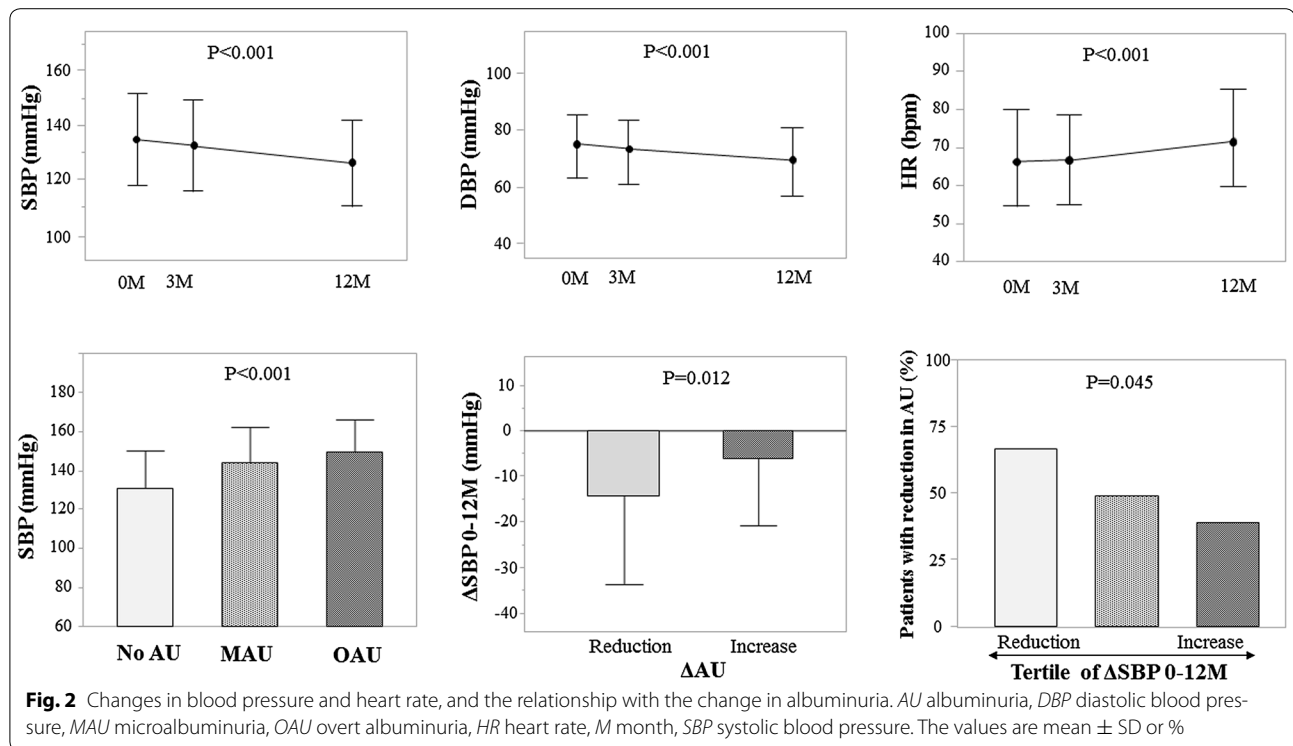 P<0.001
SBP (mmHg)
160
140
120
100
0M 3M 12M
P<0.001
DBP (mmHg)
100
80
60
40
0M 3M 12M
P<0.001
HR (bpm)
100
90
80
70
60
50
40
0M 3M 12M
P<0.001
SBP (mmHg)
180
160
140
120
100
80
60
No AU MAU OAU
P=0.012
ΔSBP 0-12M (mmHg)
10
0
-10
-20
-30
-40
Reduction Increase
ΔAU
P=0.045
Patients with reduction in AU (%)
100
75
50
25
0
Reduction Increase
Tertile of ΔSBP 0-12M
Fig. 2 Changes in blood pressure and heart rate, and the relationship with the change in albuminuria. AU albuminuria, DBP diastolic blood pres-
sure, MAU microalbuminuria, OAU overt albuminuria, HR heart rate, M month, SBP systolic blood pressure. The values are mean ± SD or %